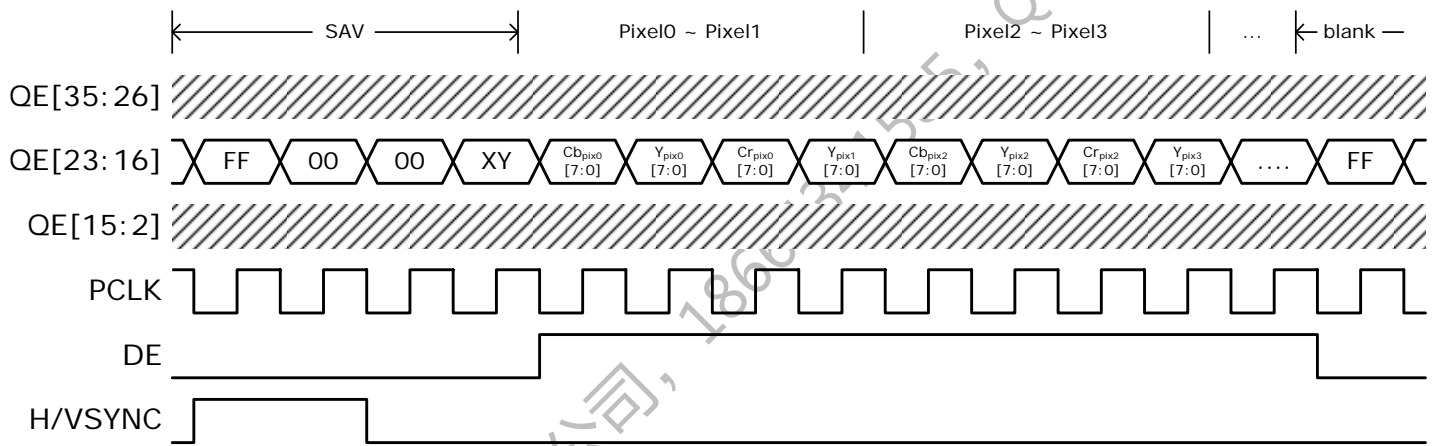 SAV Pixel0 ~ Pixel1 Pixel2 ~ Pixel3 ... blank
QE[35:26]
QE[23:16] FF 00 00 XY Cbpix0 [7:0] Ypix0 [7:0] Crpix0 [7:0] Ypix1 [7:0] Cbpix2 [7:0] Ypix2 [7:0] Crpix2 [7:0] Ypix3 [7:0] .... FF
QE[15:2]
PCLK
DE
H/VSYNC
公司,